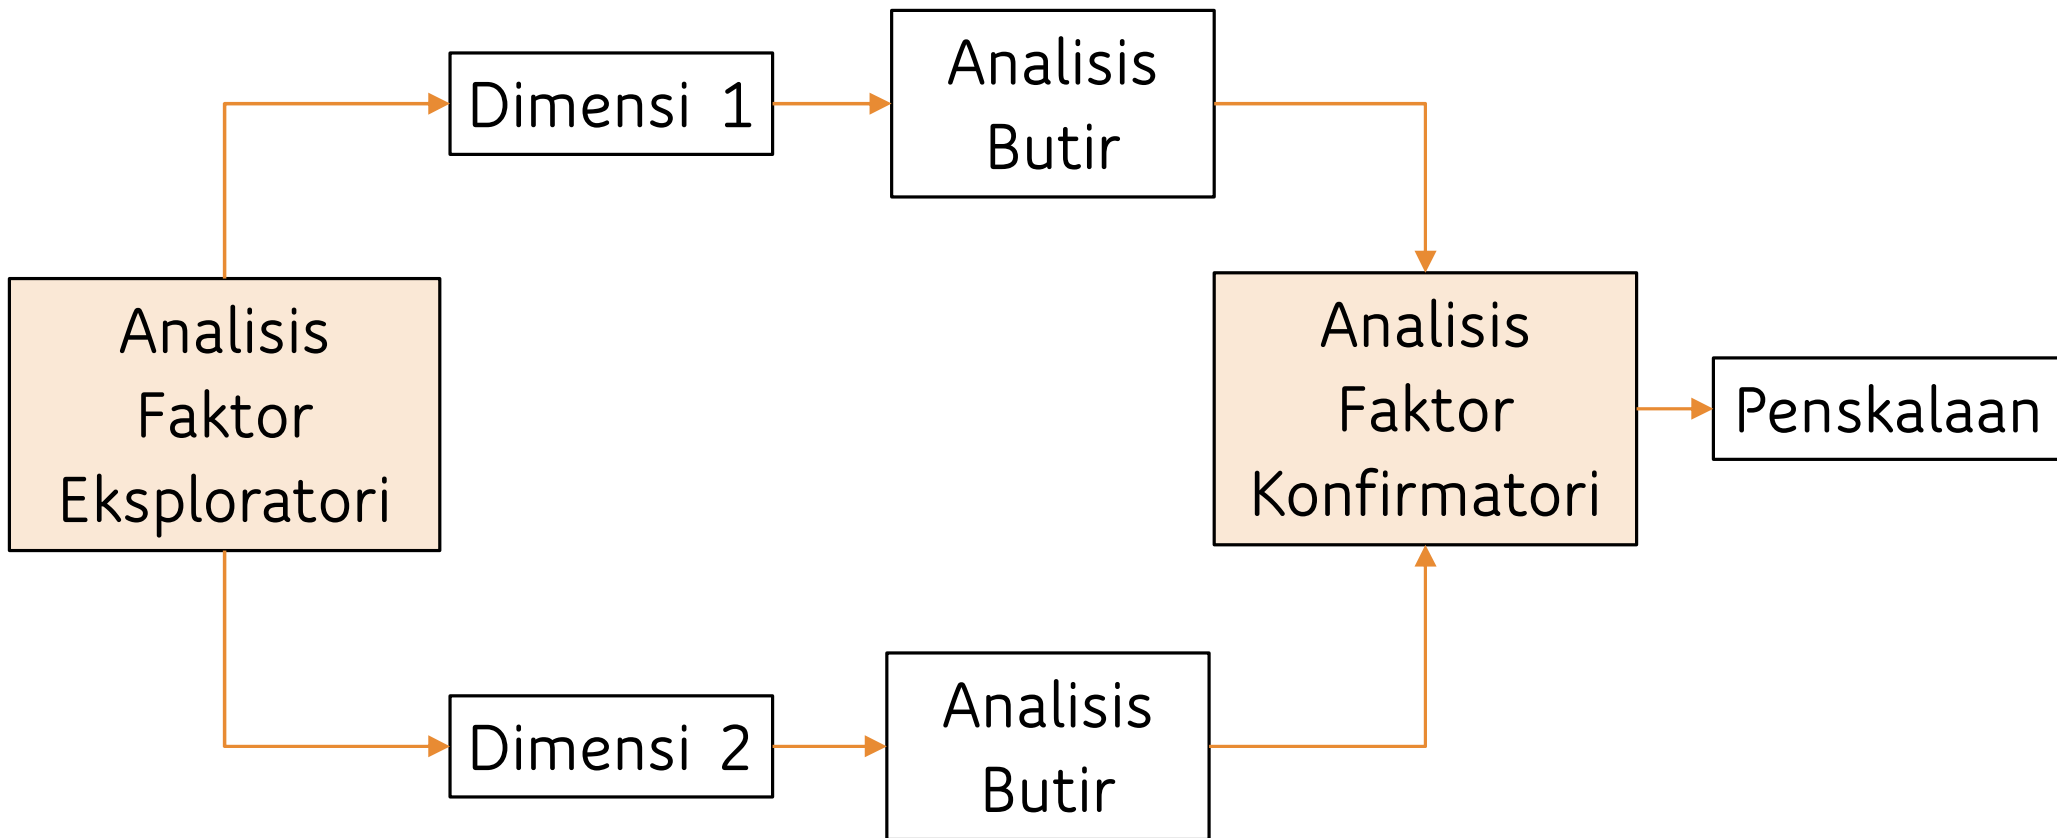 Dimensi 1
Analisis
Butir
Analisis
Faktor
Eksploratori
Analisis
Faktor
Konfirmatori
Penskalaan
Dimensi 2
Analisis
Butir